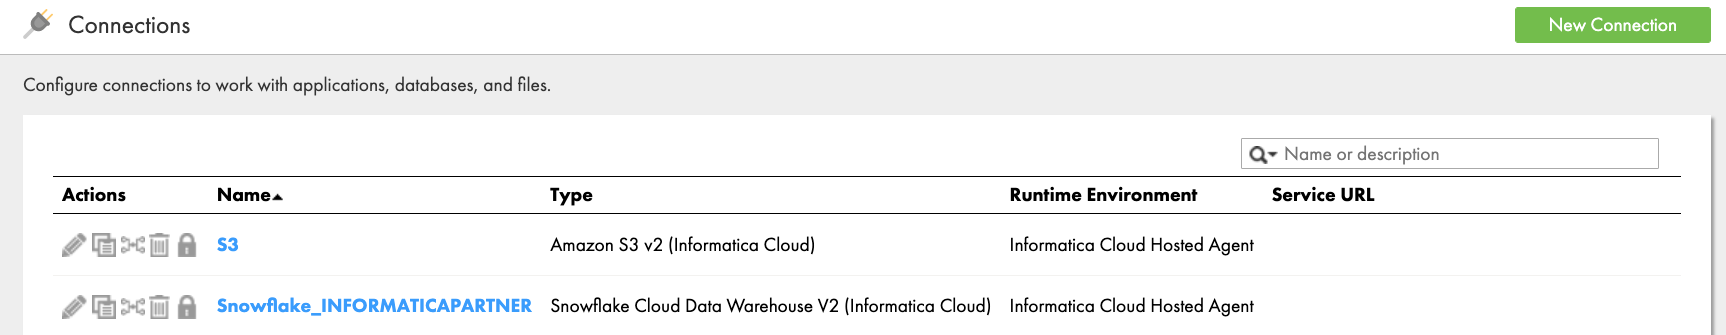 Connections
New Connection
Configure connections to work with applications, databases, and files.
Name or description
Actions Name Type Runtime Environment Service URL
S3 Amazon S3 v2 (Informatica Cloud) Informatica Cloud Hosted Agent
Snowflake_INFORMATICAPARTNER Snowflake Cloud Data Warehouse V2 (Informatica Cloud) Informatica Cloud Hosted Agent